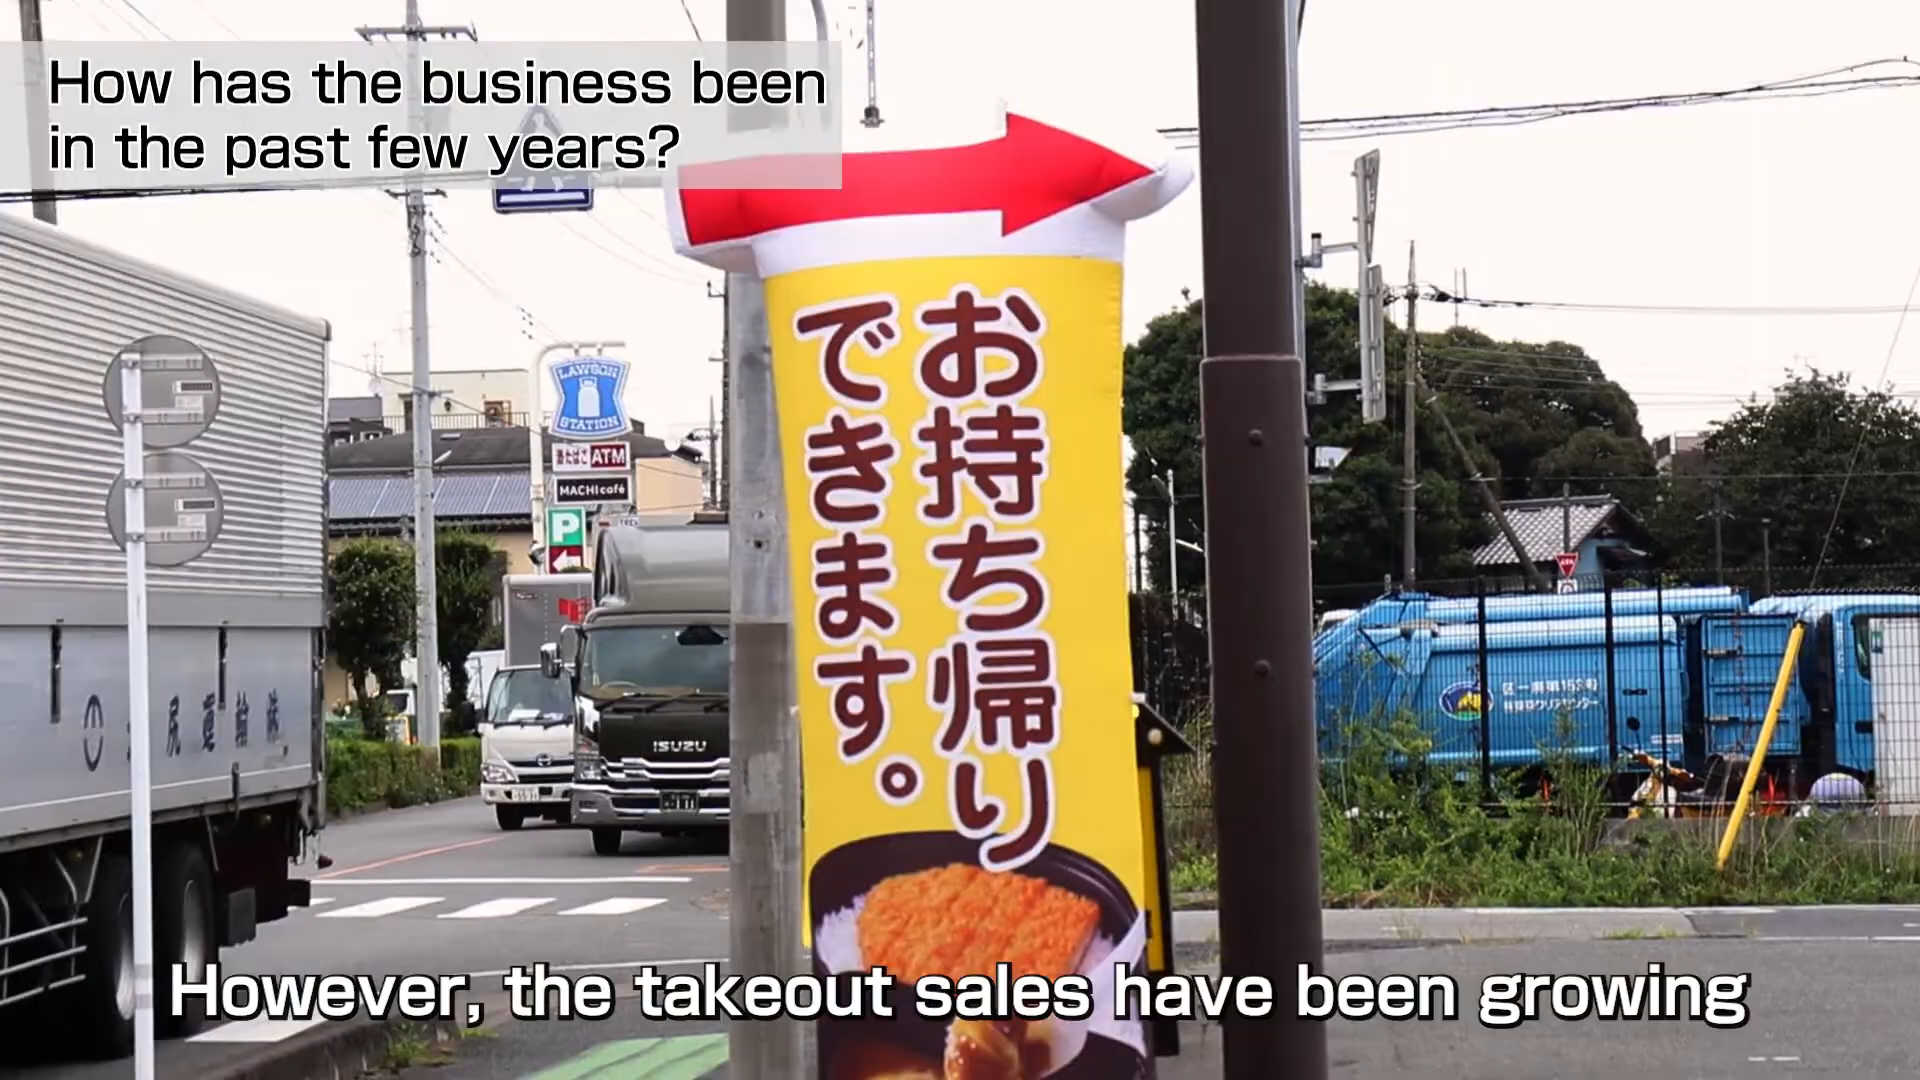 How has the business been
in the past few years?
LAWSON
STATION
ATM
MACHI café
P
ISUZU
お持ち帰り
できます。
However, the takeout sales have been growing